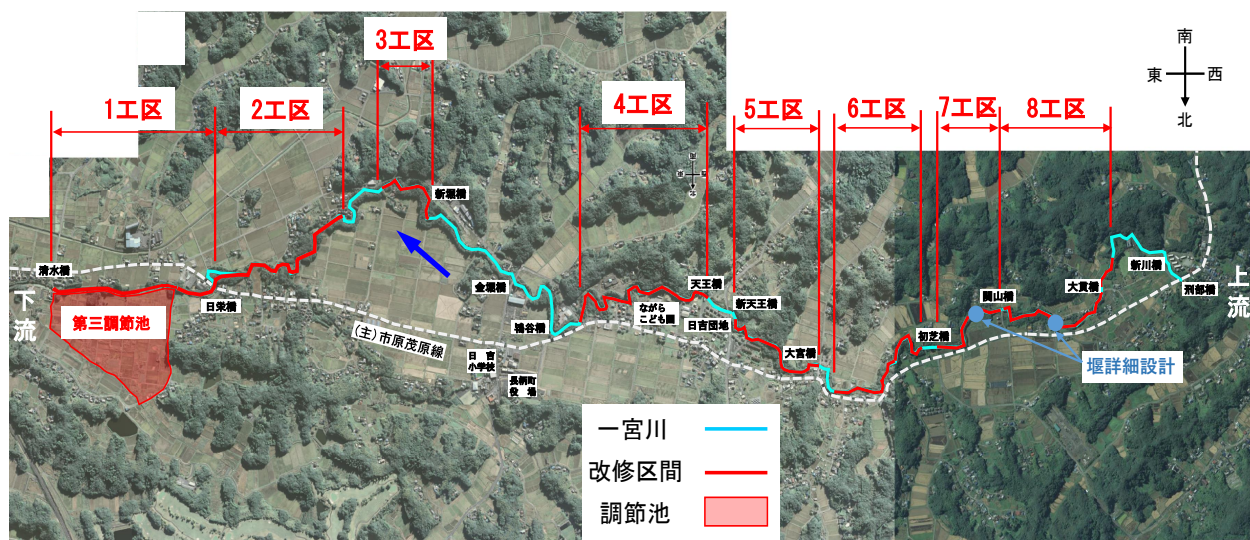 南
東
西
北
1工区
2工区
3工区
4工区
5工区
6工区
7工区
8工区
清水橋
下流
第三調節池
日栄橋
新堀橋
金堀橋
鴇谷橋
(主)市原茂原線
日吉
小学校
長柄町
役場
ながら
こども園
天王橋
新天王橋
日吉団地
大宮橋
初芝橋
関山橋
大貫橋
新川橋
刑部橋
上流
堰詳細設計
一宮川
改修区間
調節池